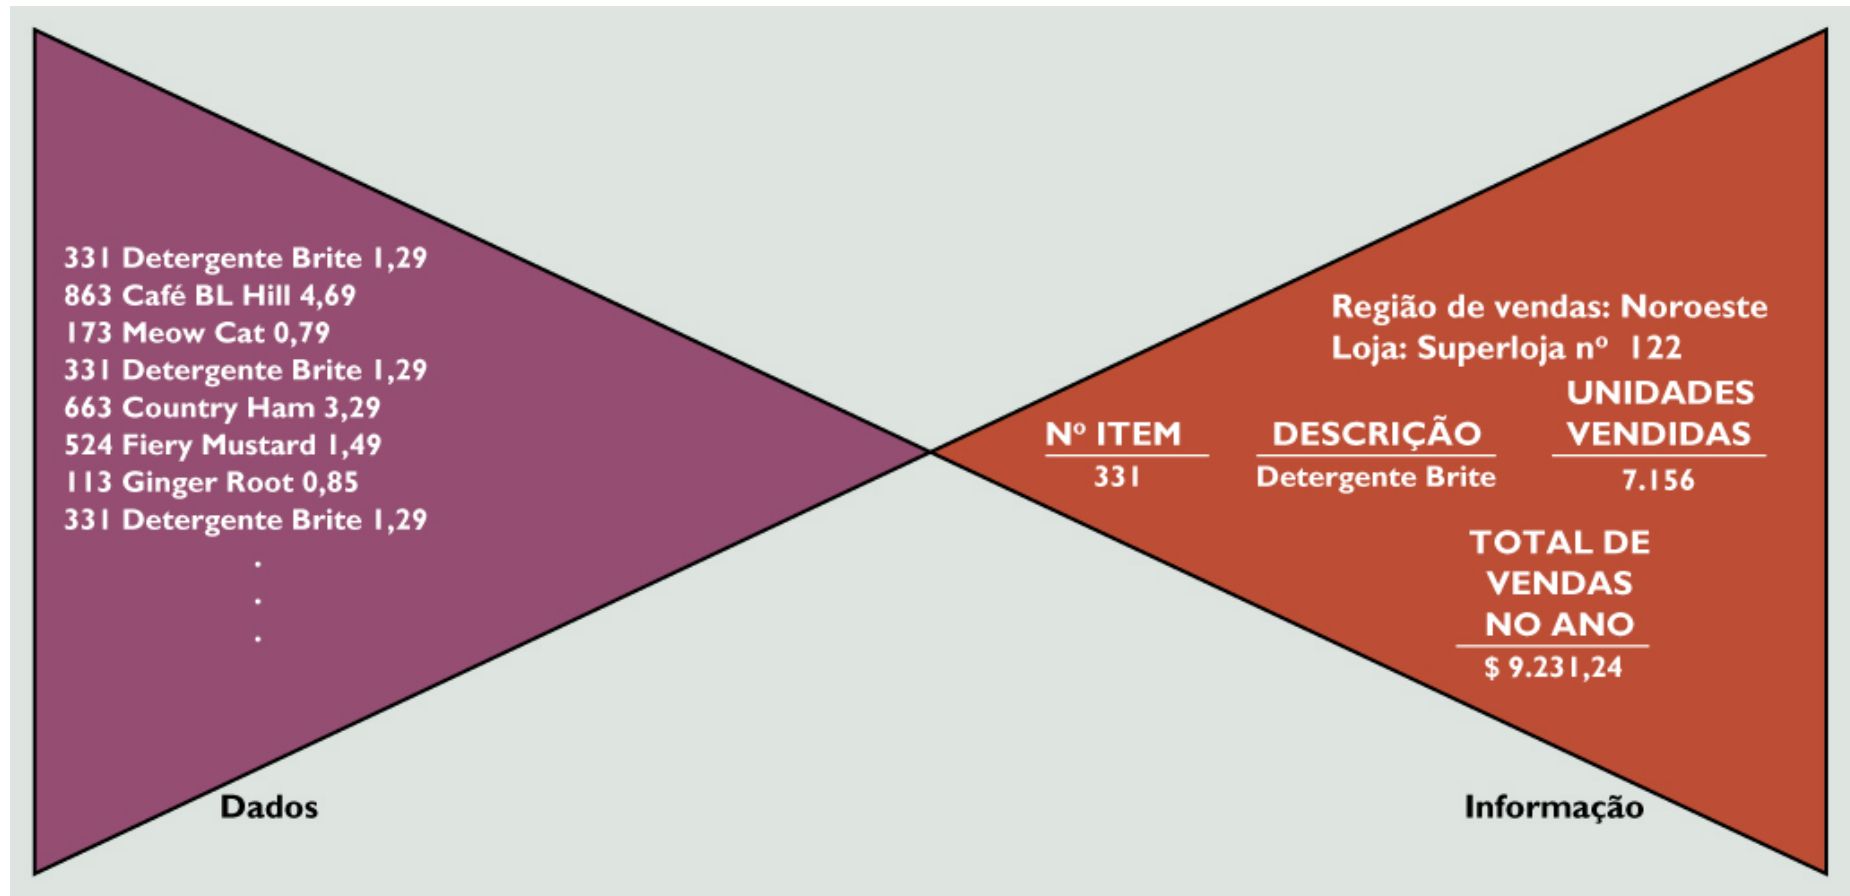 331 Detergente Brite 1,29
863 Café BL Hill 4,69
173 Meow Cat 0,79
331 Detergente Brite 1,29
663 Country Ham 3,29
524 Fiery Mustard 1,49
113 Ginger Root 0,85
331 Detergente Brite 1,29
.
.
.
Dados
Região de vendas: Noroeste
Loja: Superloja nº 122
UNIDADES
Nº ITEM DESCRIÇÃO VENDIDAS
331 Detergente Brite 7.156
TOTAL DE
VENDAS
NO ANO
$ 9.231,24
Informação